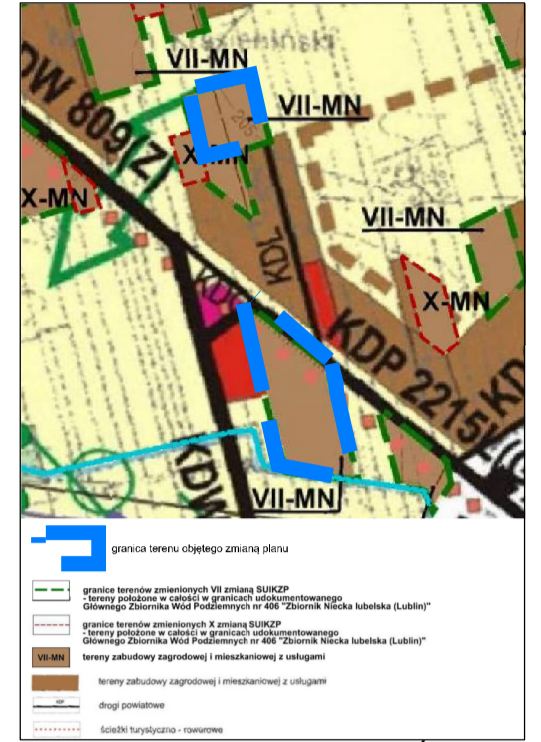 VII-MN
VII-MN
DW 809(Z)
205
X-MN
X-MN
VII-MN
KDL
X-MN
KDP 2215L
KDW
VII-MN
granica terenu objętego zmianą planu
granice terenów zmienionych VII zmianą SUIKZP
- tereny położone w całości w granicach udokumentowanego
Głównego Zbiornika Wód Podziemnych nr 406 "Zbiornik Niecka lubelska (Lublin)"
granice terenów zmienionych X zmianą SUIKZP
- tereny położone w całości w granicach udokumentowanego
Głównego Zbiornika Wód Podziemnych nr 406 "Zbiornik Niecka lubelska (Lublin)"
VII-MN tereny zabudowy zagrodowej i mieszkaniowej z usługami
tereny zabudowy zagrodowej i mieszkaniowej z usługami
KDP drogi powiatowe
ścieżki turystyczno - rowerowe